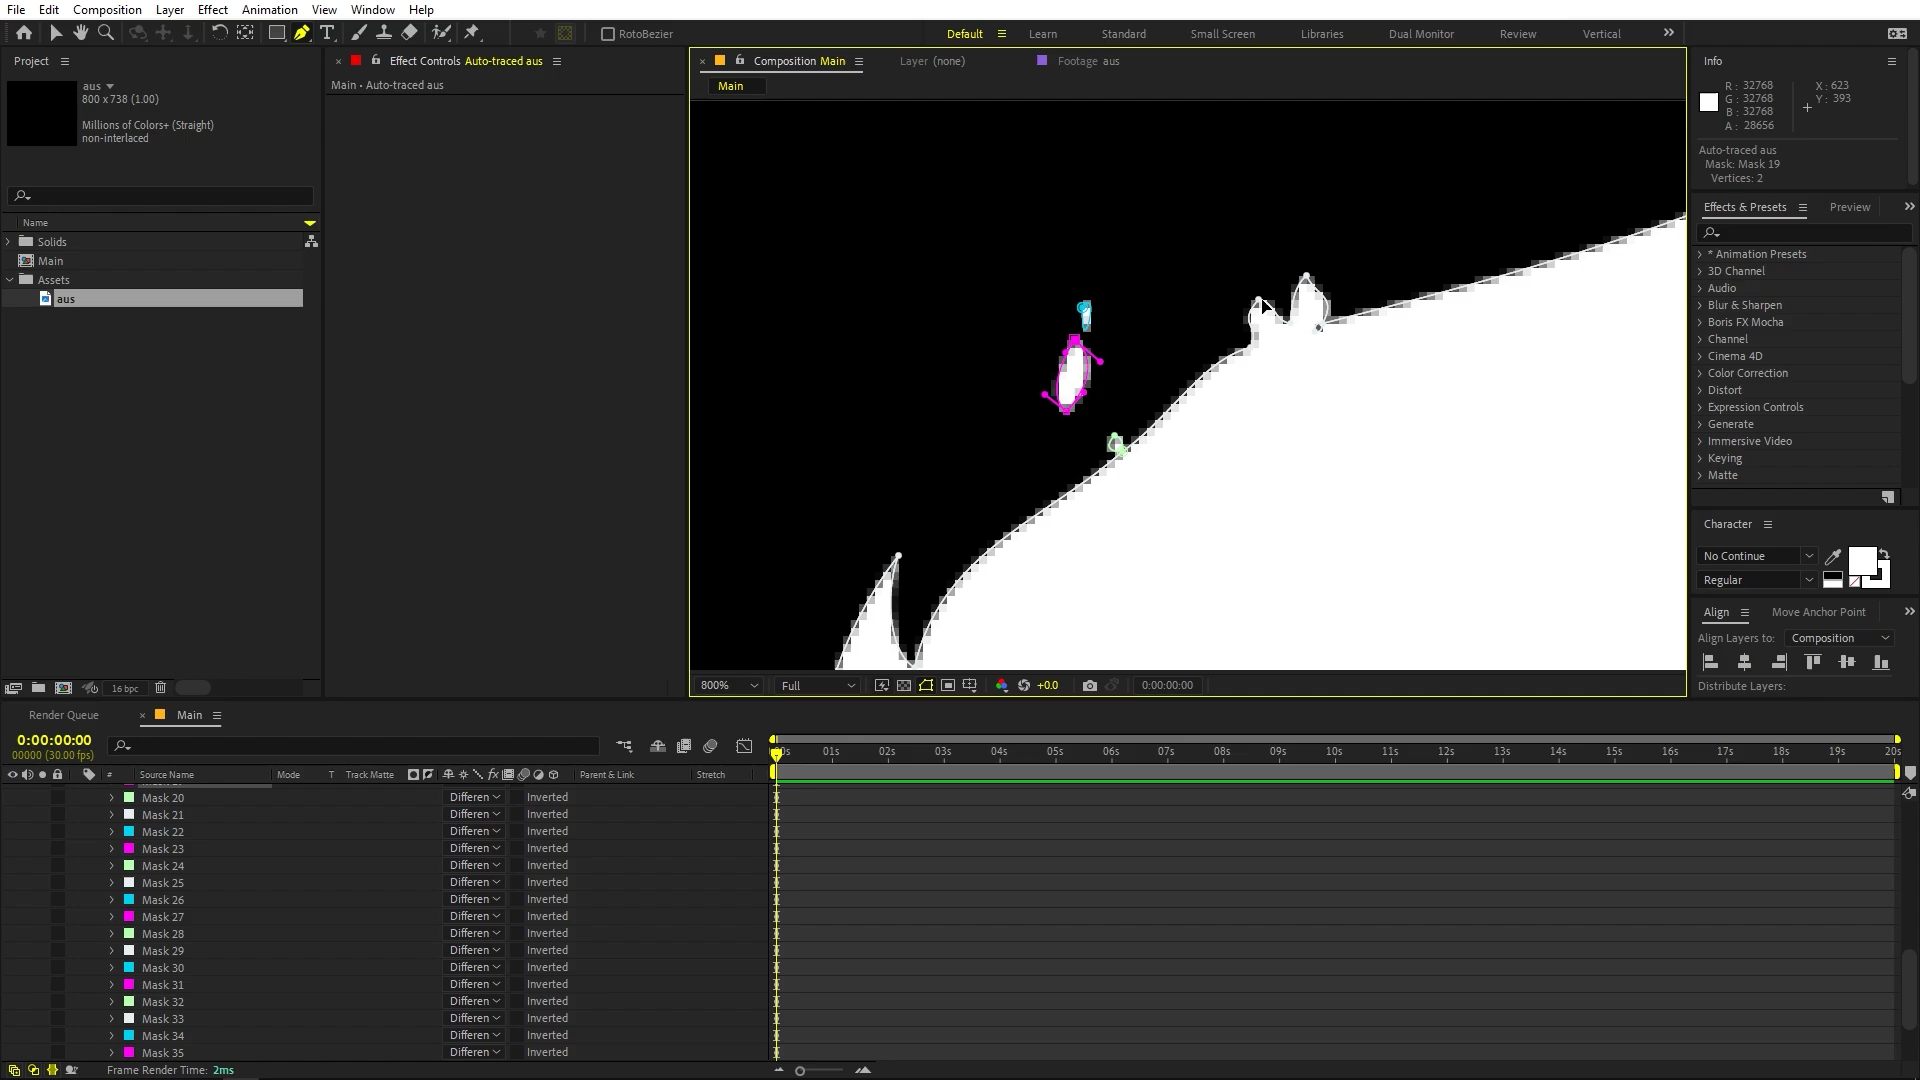 File Edit Composition Layer Effect Animation View Window Help
RotoBezier
Default Learn Standard Small Screen Libraries Dual Monitor Review Vertical
Project
aus
800 x 738 (1.00)
Millions of Colors+ (Straight)
non-interlaced
Name
Solids
Main
Assets
aus
16 bpc
Effect Controls Auto-traced aus
Main • Auto-traced aus
Composition Main
Layer (none)
Footage aus
Main
800%
Full
+0.0
0:00:00:00
Info
R : 32768
G : 32768
B : 32768
A : 28656
X : 623
Y : 393
Auto-traced aus
Mask: Mask 19
Vertices: 2
Effects & Presets
Preview
* Animation Presets
3D Channel
Audio
Blur & Sharpen
Boris FX Mocha
Channel
Cinema 4D
Color Correction
Distort
Expression Controls
Generate
Immersive Video
Keying
Matte
Character
No Continue
Regular
Align
Move Anchor Point
Align Layers to: Composition
Distribute Layers:
Render Queue
Main
0:00:00:00
00000 (30.00 fps)
# Source Name Mode T Track Matte fx Parent & Link Stretch
01s 02s 03s 04s 05s 06s 07s 08s 09s 10s 11s 12s 13s 14s 15s 16s 17s 18s 19s 20s
Mask 20 Differen Inverted
Mask 21 Differen Inverted
Mask 22 Differen Inverted
Mask 23 Differen Inverted
Mask 24 Differen Inverted
Mask 25 Differen Inverted
Mask 26 Differen Inverted
Mask 27 Differen Inverted
Mask 28 Differen Inverted
Mask 29 Differen Inverted
Mask 30 Differen Inverted
Mask 31 Differen Inverted
Mask 32 Differen Inverted
Mask 33 Differen Inverted
Mask 34 Differen Inverted
Mask 35 Differen Inverted
Frame Render Time: 2ms